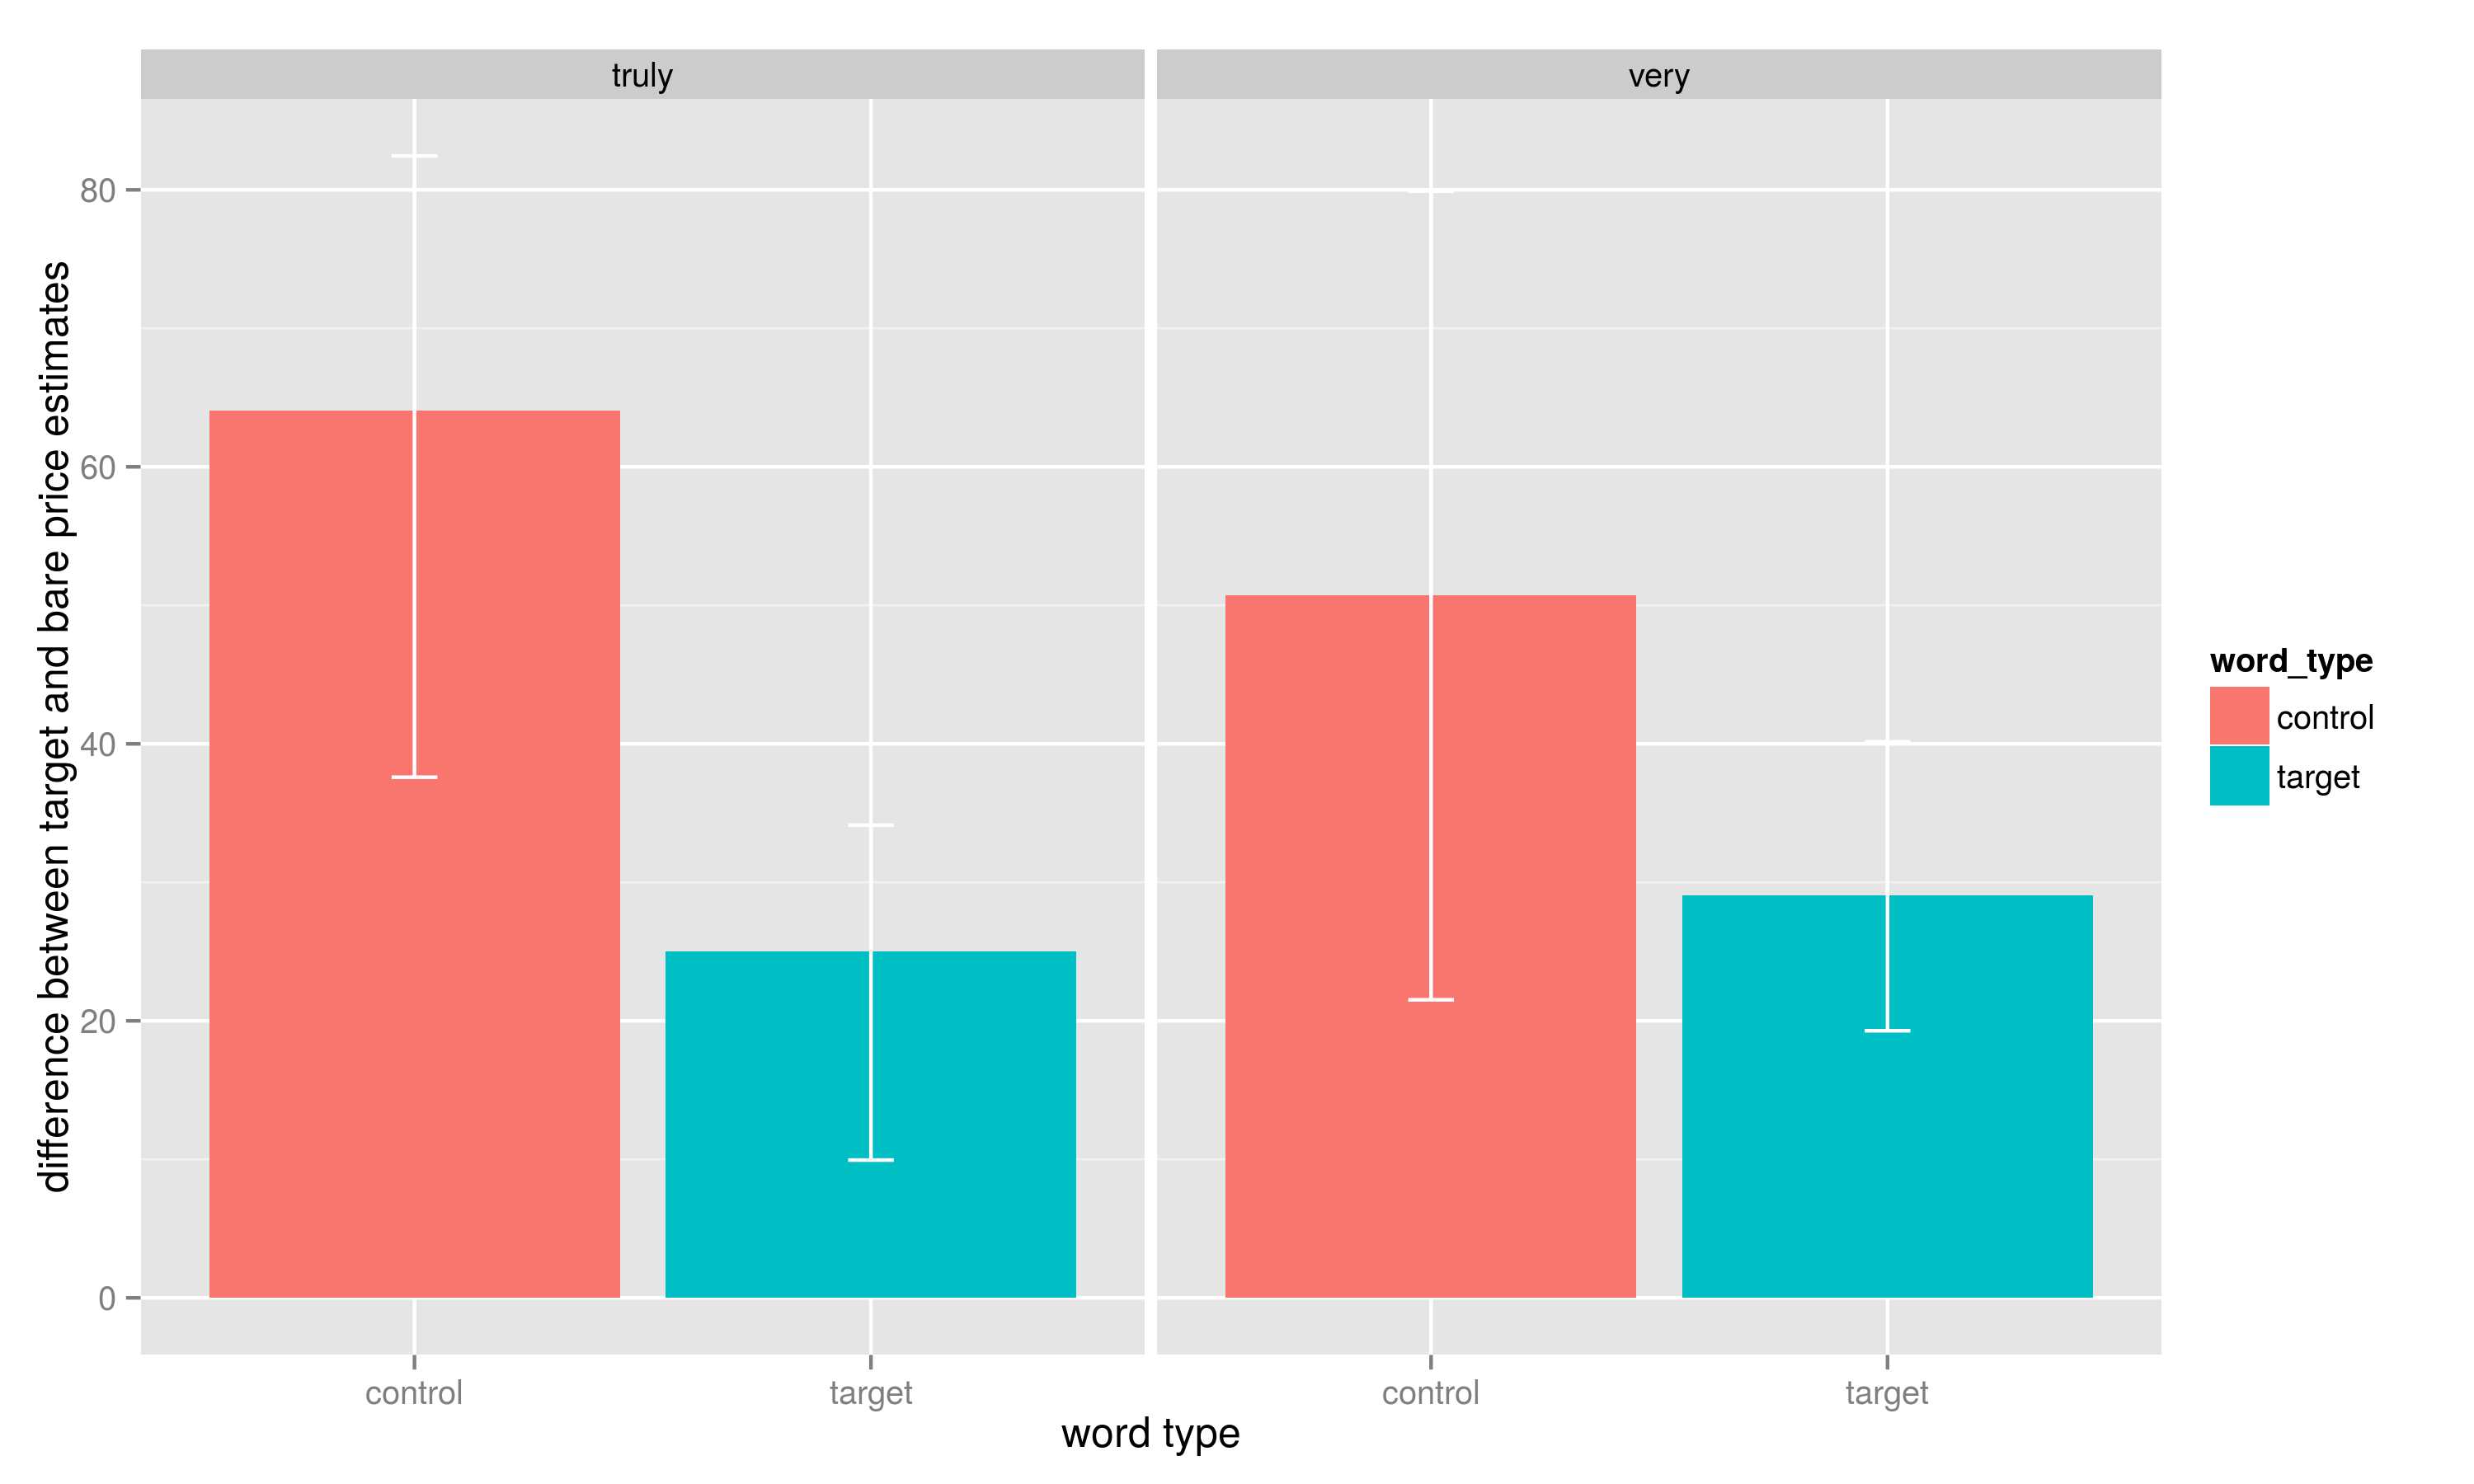 truly
very
difference between target and bare price estimates
80
60
40
20
0
control
target
control
target
word type
word_type
control
target